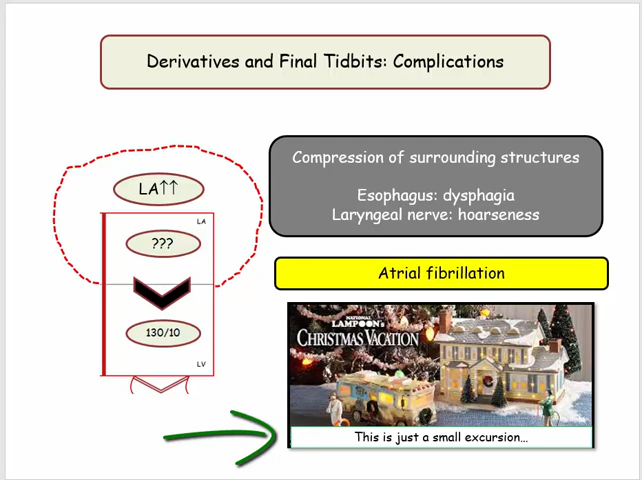 Derivatives and Final Tidbits: Complications
Compression of surrounding structures
Esophagus: dysphagia
Laryngeal nerve: hoarseness
LA↑↑
LA
???
Atrial fibrillation
130/10
LV
NATIONAL
LAMPOON's
CHRISTMAS VACATION
This is just a small excursion...